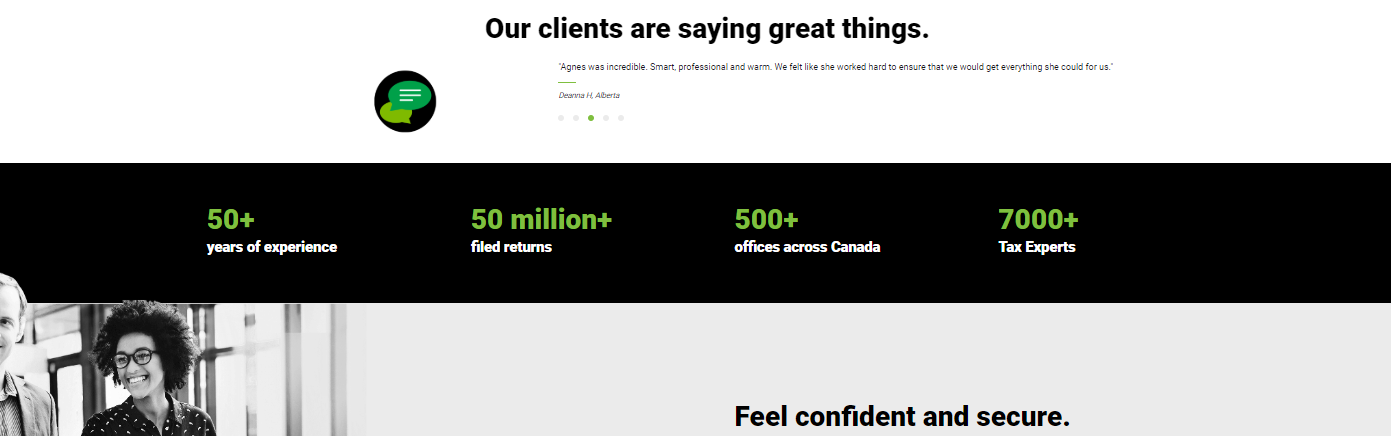 Our clients are saying great things.
"Agnes was incredible. Smart, professional and warm. We felt like she worked hard to ensure that we would get everything she could for us."
Deanna H, Alberta
50+
years of experience
50 million+
filed returns
500+
offices across Canada
7000+
Tax Experts
Feel confident and secure.